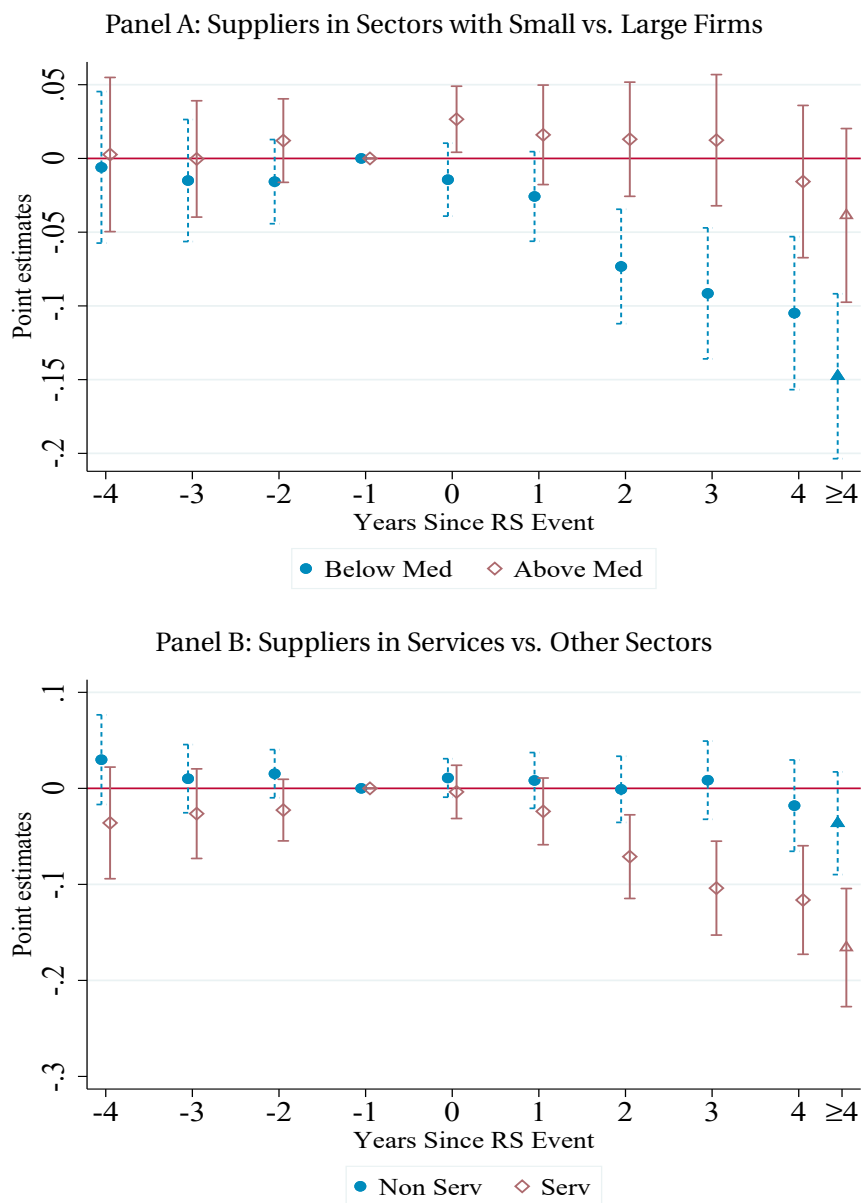 Panel A: Suppliers in Sectors with Small vs. Large Firms
Point estimates
.05
0
-.05
-.1
-.15
-.2
-4 -3 -2 -1 0 1 2 3 4 ≥4
Years Since RS Event
Below Med Above Med
Panel B: Suppliers in Services vs. Other Sectors
Point estimates
.1
0
-.1
-.2
-.3
-4 -3 -2 -1 0 1 2 3 4 ≥4
Years Since RS Event
Non Serv Serv